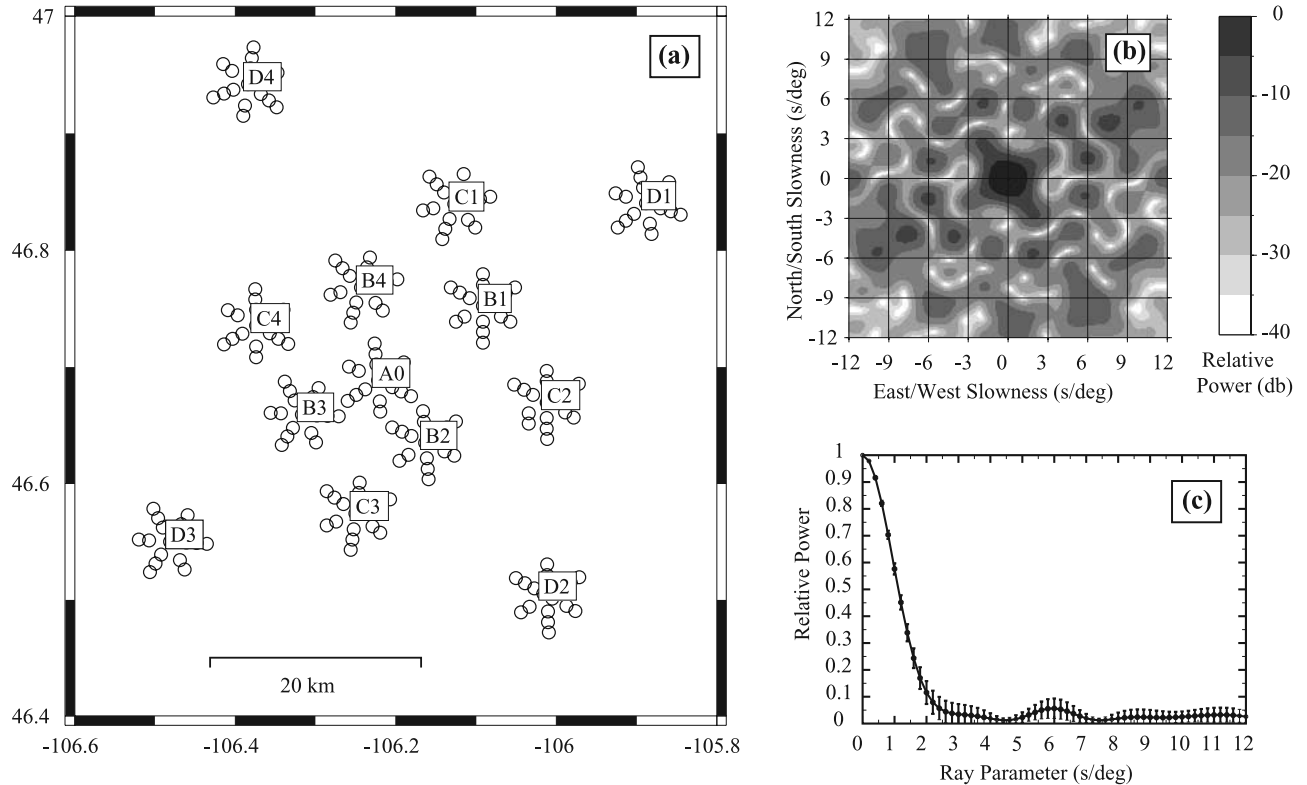 47
46.8
46.6
46.4
-106.6
-106.4
-106.2
-106
-105.8
(a)
D4
C1
D1
B4
B1
C4
A0
C2
B3
B2
C3
D3
D2
20 km
(b)
12
9
6
3
0
-3
-6
-9
-12
North/South Slowness (s/deg)
-12 -9 -6 -3 0 3 6 9 12
East/West Slowness (s/deg)
0
-10
-20
-30
-40
Relative
Power (db)
(c)
1
0.9
0.8
0.7
0.6
0.5
0.4
0.3
0.2
0.1
0
Relative Power
0 1 2 3 4 5 6 7 8 9 10 11 12
Ray Parameter (s/deg)